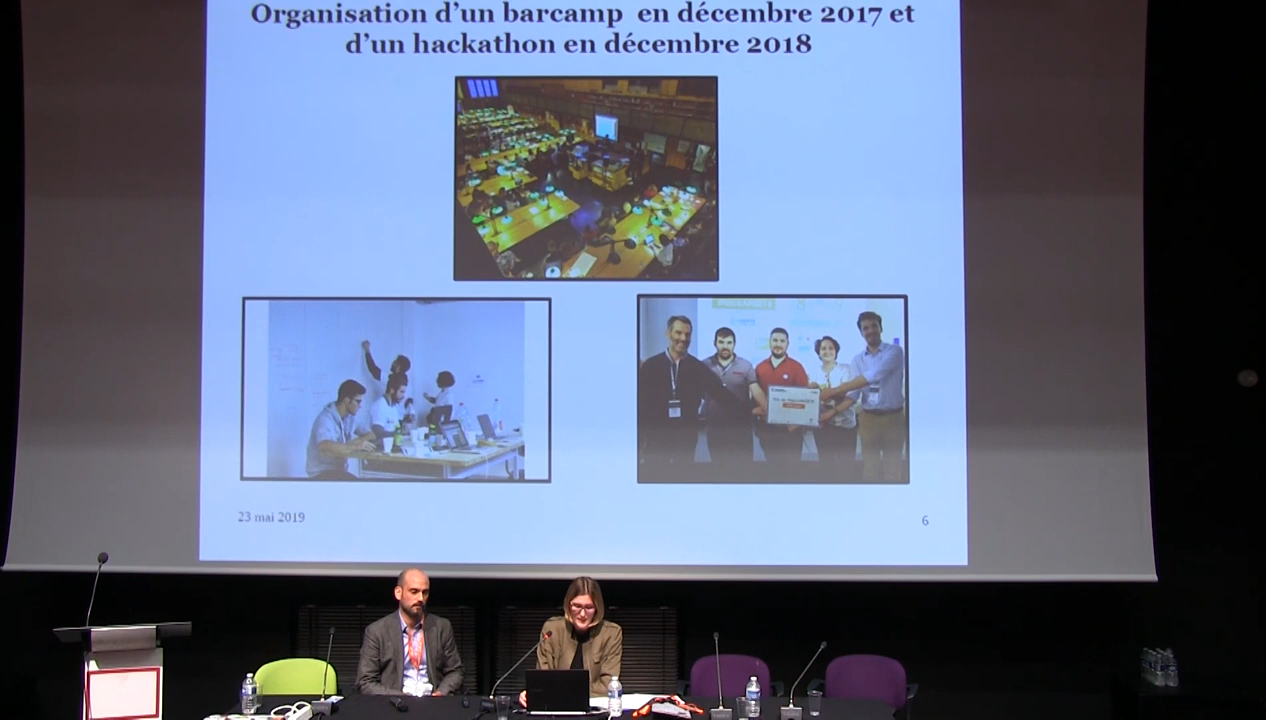 Organisation d’un barcamp en décembre 2017 et
d’un hackathon en décembre 2018
23 mai 2019
6